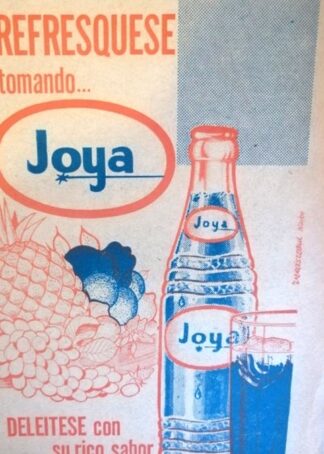 REFRESQUESE
tomando...
Joya
Joya
Joya
DELEITESE con
su rico sabor